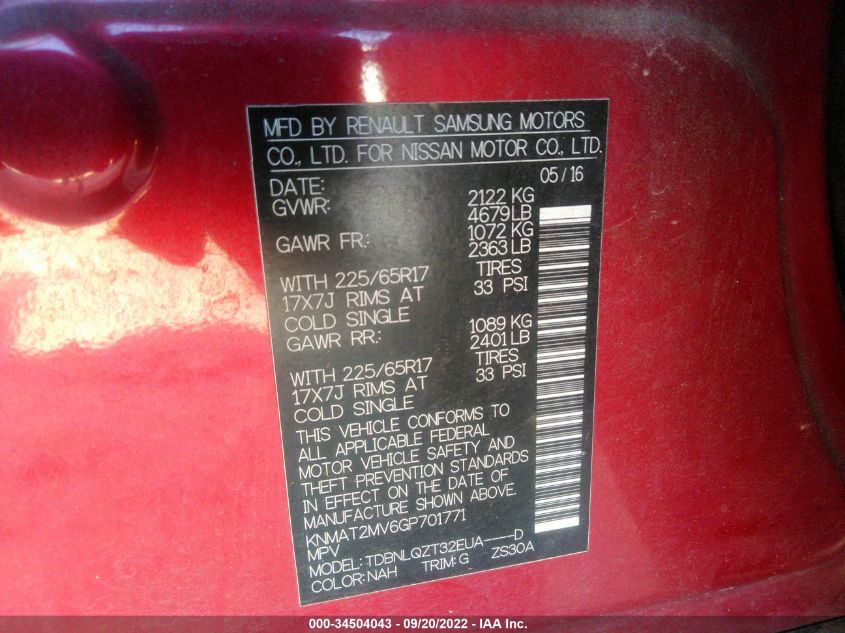 MFD BY RENAULT SAMSUNG MOTORS
CO., LTD. FOR NISSAN MOTOR CO., LTD.
DATE: 05/16
GVWR: 2122 KG
4679 LB
GAWR FR.: 1072 KG
2363 LB
WITH 225/65R17 TIRES
17X7J RIMS AT 33 PSI
COLD SINGLE
GAWR RR.: 1089 KG
2401 LB
WITH 225/65R17 TIRES
17X7J RIMS AT 33 PSI
COLD SINGLE
THIS VEHICLE CONFORMS TO
ALL APPLICABLE FEDERAL
MOTOR VEHICLE SAFETY AND
THEFT PREVENTION STANDARDS
IN EFFECT ON THE DATE OF
MANUFACTURE SHOWN ABOVE.
KNMAT2MV6GP701771
MPV
MODEL: TDBNLQZT32EUA----D
COLOR: NAH TRIM: G ZS30A
000-34504043 - 09/20/2022 - IAA Inc.